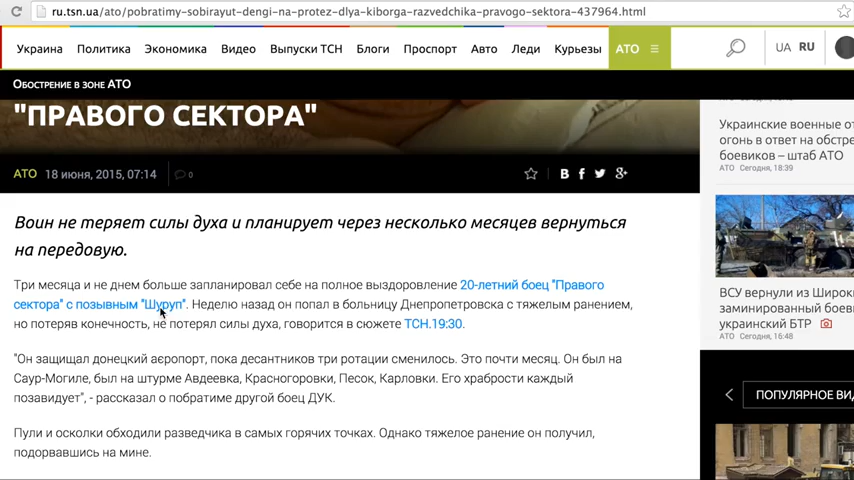 ru.tsn.ua/ato/pobratimy-sobirayut-dengi-na-protez-dlya-kiborga-razvedchika-pravogo-sektora-437964.html
Украина Политика Экономика Видео Выпуски ТСН Блоги Проспорт Авто Леди Курьезы АТО UA RU
Обострение в зоне АТО
"ПРАВОГО СЕКТОРА"
АТО 18 июня, 2015, 07:14 0
Воин не теряет силы духа и планирует через несколько месяцев вернуться
на передовую.
Три месяца и не днем больше запланировал себе на полное выздоровление 20-летний боец "Правого
сектора" с позывным "Шуруп". Неделю назад он попал в больницу Днепропетровска с тяжелым ранением,
но потеряв конечность, не потерял силы духа, говорится в сюжете ТСН.19:30.
"Он защищал донецкий аєропорт, пока десантников три ротации сменилось. Это почти месяц. Он был на
Саур-Могиле, был на штурме Авдеевка, Красногоровки, Песок, Карловки. Его храбрости каждый
позавидует", - рассказал о побратиме другой боец ДУК.
Пули и осколки обходили разведчика в самых горячих точках. Однако тяжелое ранение он получил,
подорвавшись на мине.
Украинские военные от
огонь в ответ на обстре
боевиков – штаб АТО
АТО Сегодня, 18:39
ВСУ вернули из Широк
заминированный боев
украинский БТР
АТО Сегодня, 16:48
ПОПУЛЯРНОЕ ВИД